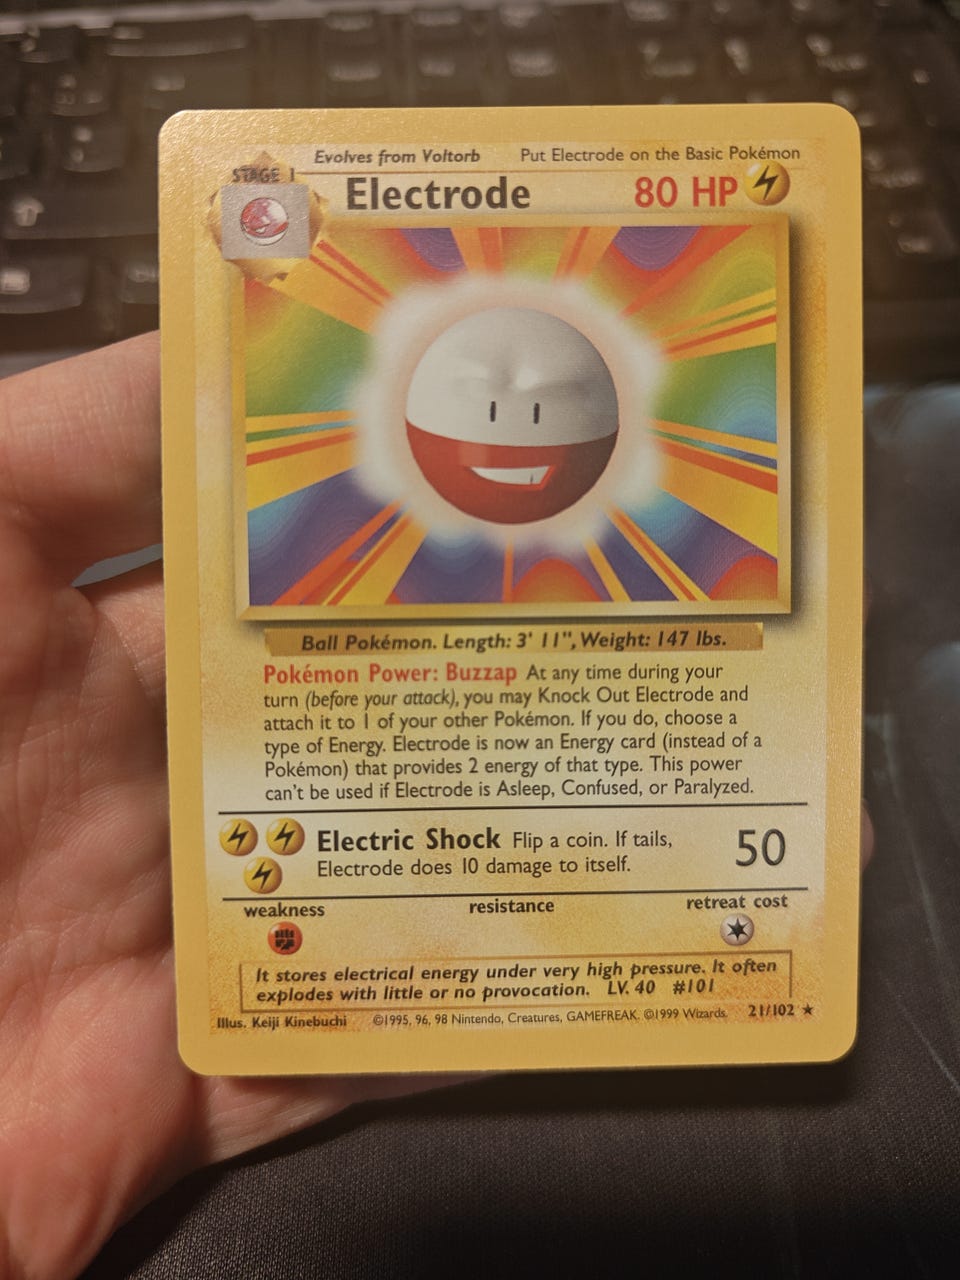 Evolves from Voltorb Put Electrode on the Basic Pokémon
STAGE 1
Electrode 80 HP
Ball Pokémon. Length: 3' 11", Weight: 147 lbs.
Pokémon Power: Buzzap At any time during your
turn (before your attack), you may Knock Out Electrode and
attach it to 1 of your other Pokémon. If you do, choose a
type of Energy. Electrode is now an Energy card (instead of a
Pokémon) that provides 2 energy of that type. This power
can't be used if Electrode is Asleep, Confused, or Paralyzed.
Electric Shock Flip a coin. If tails,
Electrode does 10 damage to itself.
50
weakness resistance retreat cost
It stores electrical energy under very high pressure. It often
explodes with little or no provocation. LV. 40 #101
Illus. Keiji Kinebuchi ©1995, 96, 98 Nintendo, Creatures, GAMEFREAK. ©1999 Wizards. 21/102 ★